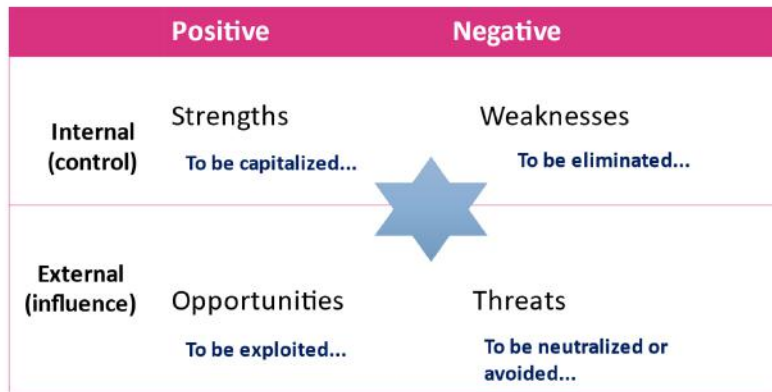 Positive Negative
Internal
(control)
Strengths
To be capitalized...
Weaknesses
To be eliminated...
External
(influence)
Opportunities
To be exploited...
Threats
To be neutralized or
avoided...